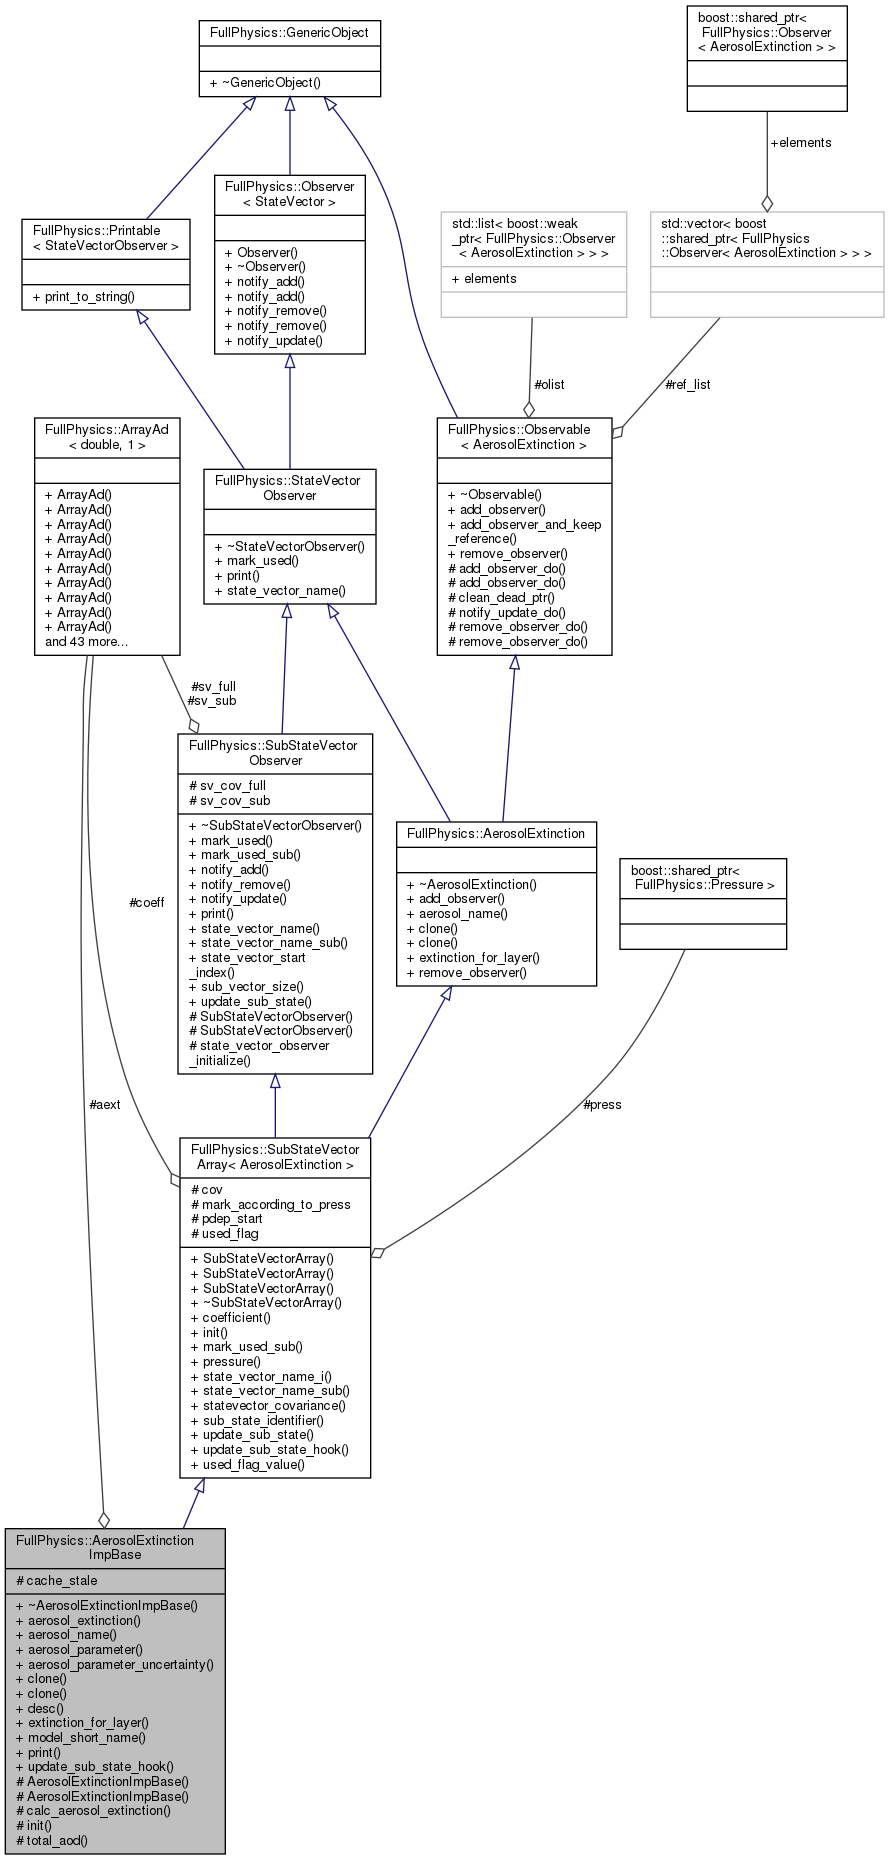 FullPhysics::GenericObject
+ ~GenericObject()
boost::shared_ptr<
FullPhysics::Observer
< AerosolExtinction > >
+elements
FullPhysics::Observer
< StateVector >
+ Observer()
+ ~Observer()
+ notify_add()
+ notify_add()
+ notify_remove()
+ notify_remove()
+ notify_update()
FullPhysics::Printable
< StateVectorObserver >
+ print_to_string()
std::list< boost::weak
_ptr< FullPhysics::Observer
< AerosolExtinction > > >
+ elements
std::vector< boost
::shared_ptr< FullPhysics
::Observer< AerosolExtinction > > >
#olist
#ref_list
FullPhysics::ArrayAd
< double, 1 >
+ ArrayAd()
+ ArrayAd()
+ ArrayAd()
+ ArrayAd()
+ ArrayAd()
+ ArrayAd()
+ ArrayAd()
+ ArrayAd()
+ ArrayAd()
+ ArrayAd()
and 43 more...
FullPhysics::StateVector
Observer
+ ~StateVectorObserver()
+ mark_used()
+ print()
+ state_vector_name()
FullPhysics::Observable
< AerosolExtinction >
+ ~Observable()
+ add_observer()
+ add_observer_and_keep
_reference()
+ remove_observer()
# add_observer_do()
# add_observer_do()
# clean_dead_ptr()
# notify_update_do()
# remove_observer_do()
# remove_observer_do()
#sv_full
#sv_sub
FullPhysics::SubStateVector
Observer
# sv_cov_full
# sv_cov_sub
+ ~SubStateVectorObserver()
+ mark_used()
+ mark_used_sub()
+ notify_add()
+ notify_remove()
+ notify_update()
+ print()
+ state_vector_name()
+ state_vector_name_sub()
+ state_vector_start
_index()
+ sub_vector_size()
+ update_sub_state()
# SubStateVectorObserver()
# SubStateVectorObserver()
# state_vector_observer
_initialize()
FullPhysics::AerosolExtinction
+ ~AerosolExtinction()
+ add_observer()
+ aerosol_name()
+ clone()
+ clone()
+ extinction_for_layer()
+ remove_observer()
boost::shared_ptr<
FullPhysics::Pressure >
#coeff
#aext
#press
FullPhysics::SubStateVector
Array< AerosolExtinction >
# cov
# mark_according_to_press
# pdep_start
# used_flag
+ SubStateVectorArray()
+ SubStateVectorArray()
+ SubStateVectorArray()
+ ~SubStateVectorArray()
+ coefficient()
+ init()
+ mark_used_sub()
+ pressure()
+ state_vector_name_i()
+ state_vector_name_sub()
+ statevector_covariance()
+ sub_state_identifier()
+ update_sub_state()
+ update_sub_state_hook()
+ used_flag_value()
FullPhysics::AerosolExtinction
ImpBase
# cache_stale
+ ~AerosolExtinctionImpBase()
+ aerosol_extinction()
+ aerosol_name()
+ aerosol_parameter()
+ aerosol_parameter_uncertainty()
+ clone()
+ clone()
+ desc()
+ extinction_for_layer()
+ model_short_name()
+ print()
+ update_sub_state_hook()
# AerosolExtinctionImpBase()
# AerosolExtinctionImpBase()
# calc_aerosol_extinction()
# init()
# total_aod()